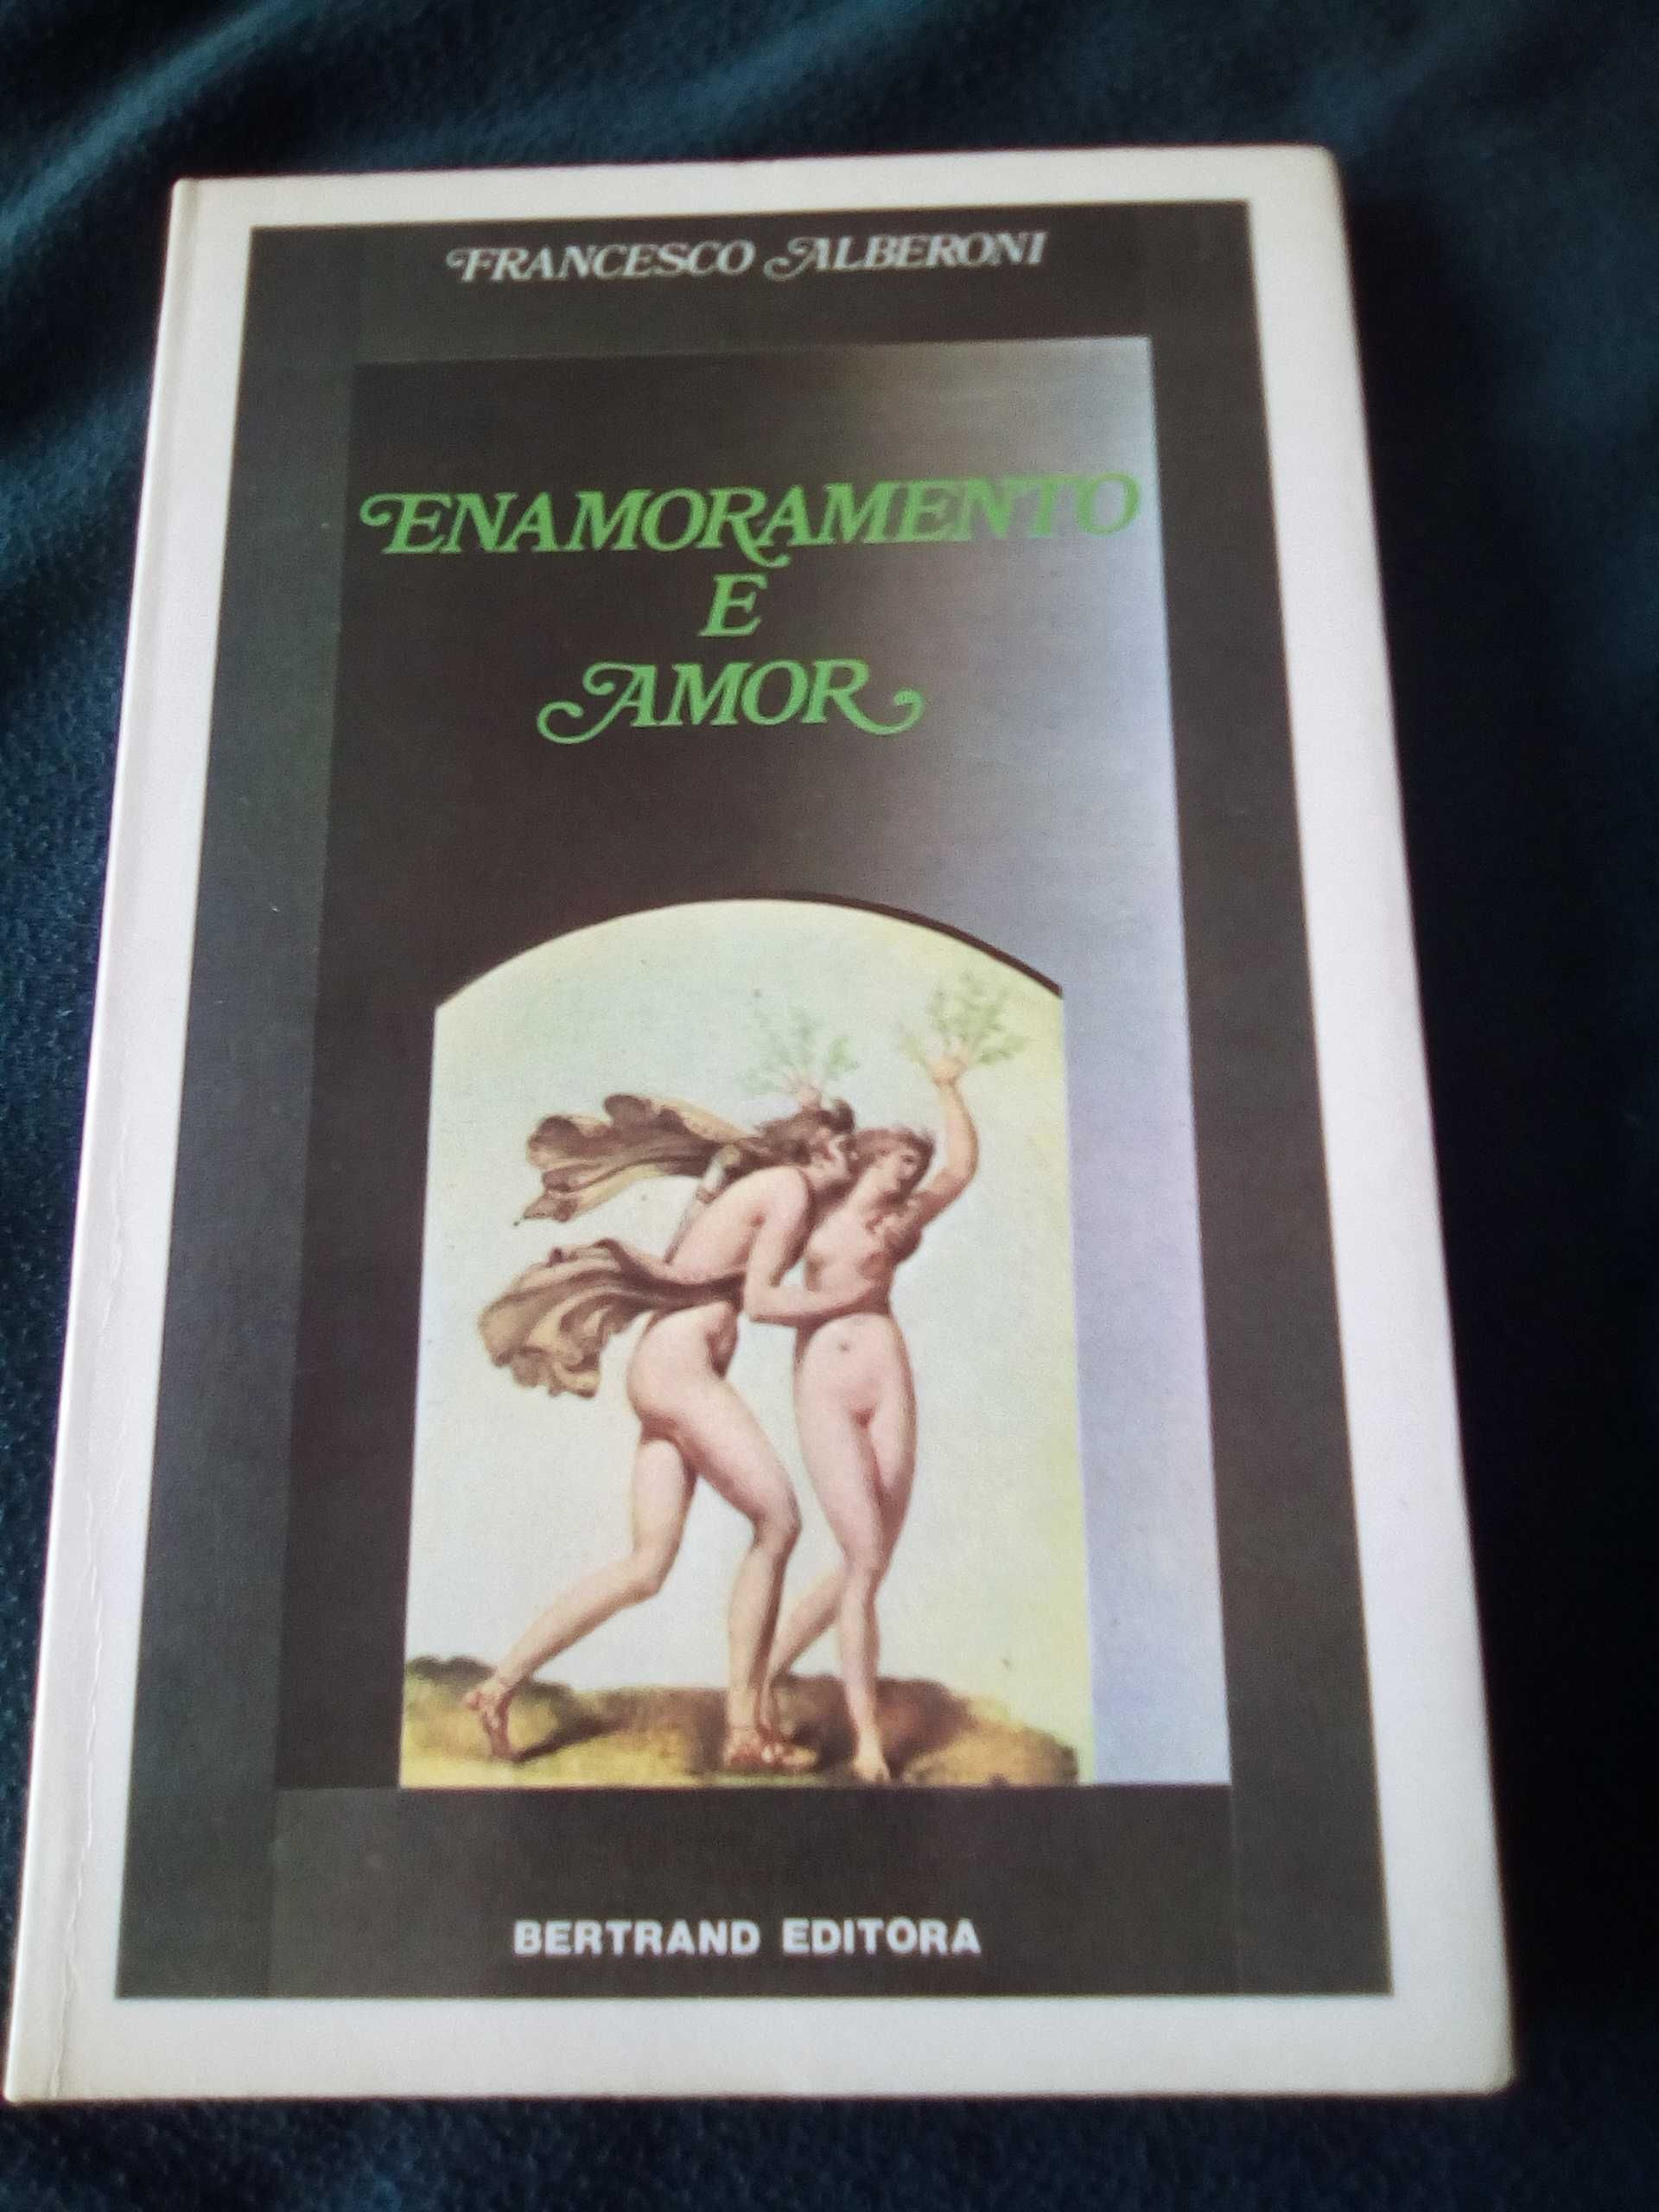 FRANCESCO ALBERONI
ENAMORAMENTO
E
AMOR
BERTRAND EDITORA